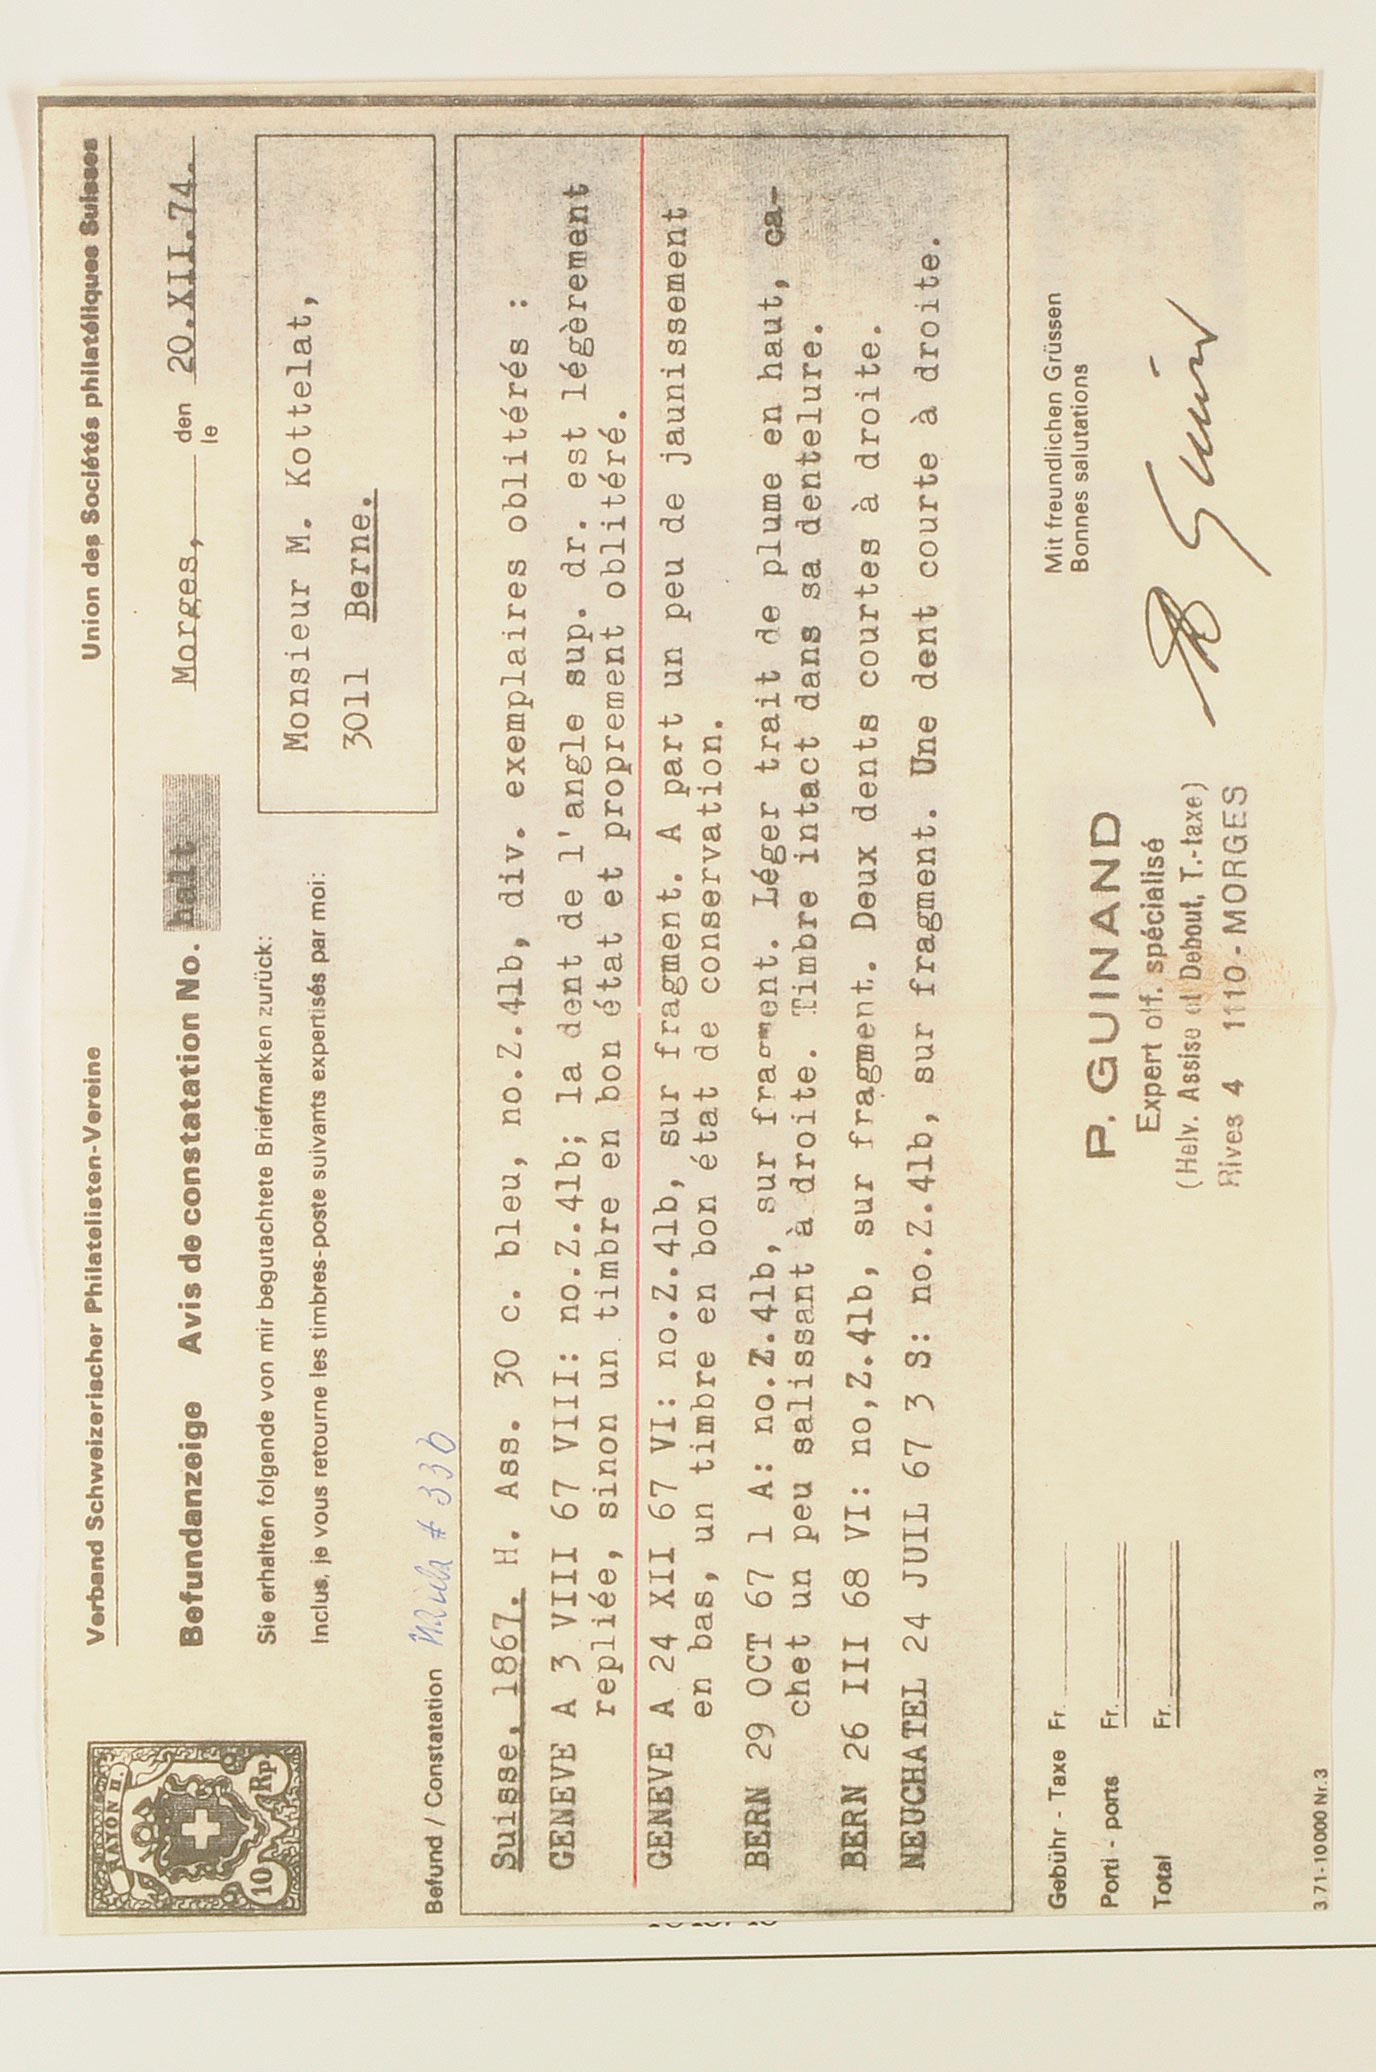 Verband Schweizerischer Philatelisten-Vereine Union des Sociétés philatéliques Suisses
RAYON II.
10 Rp
Befundanzeige Avis de constatation No. halt Morges, den 20.XII.74.
le
Sie erhalten folgende von mir begutachtete Briefmarken zurück:
Inclus, je vous retourne les timbres-poste suivants expertisés par moi:
Monsieur M. Kottelat,
3011 Berne.
Befund / Constatation # 33b
Suisse, 1867. H. Ass. 30 c. bleu, no.Z.41b, div. exemplaires oblitérés :
GENEVE A 3 VIII 67 VIII: no.Z.41b; la dent de l'angle sup. dr. est légèrement
repliée, sinon un timbre en bon état et proprement oblitéré.
GENEVE A 24 XII 67 VI: no.Z.41b, sur fragment. A part un peu de jaunissement
en bas, un timbre en bon état de conservation.
BERN 29 OCT 67 1 A: no.Z.41b, sur fragment. Léger trait de plume en haut, ca-
chet un peu salissant à droite. Timbre intact dans sa dentelure.
BERN 26 III 68 VI: no,Z.41b, sur fragment. Deux dents courtes à droite.
NEUCHATEL 24 JUIL 67 3 S: no.Z.41b, sur fragment. Une dent courte à droite.
Gebühr - Taxe Fr.
Porti - ports Fr.
Total Fr.
Mit freundlichen Grüssen
Bonnes salutations
P. GUINAND
Expert off. spécialisé
(Helv. Assise et Debout, T.-taxe)
Rives 4 1110 - MORGES
3 71 - 10 000 Nr. 3